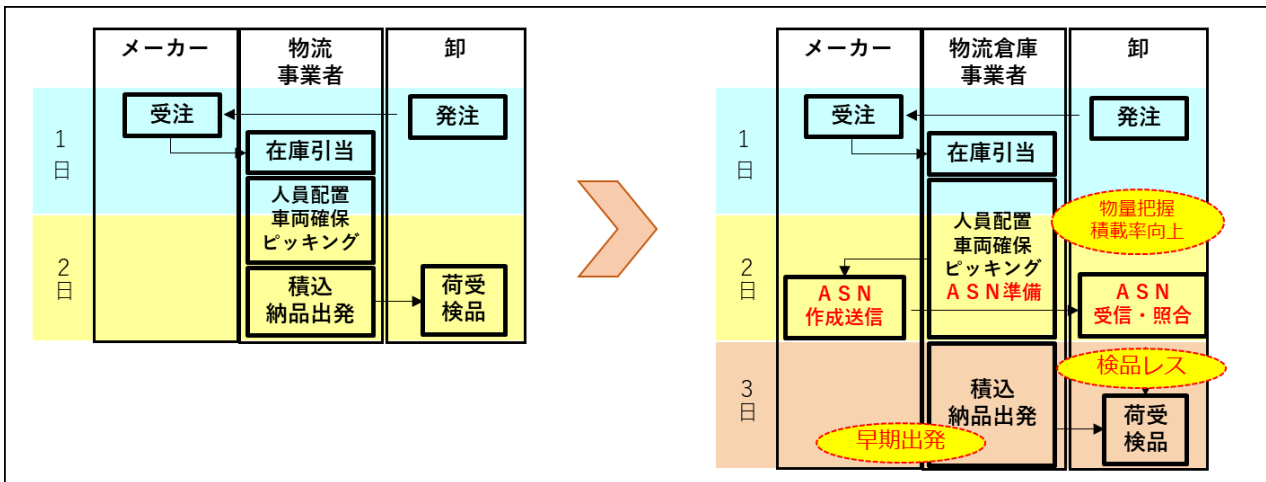 メーカー
物流
事業者
卸
1
日
受注
発注
在庫引当
人員配置
車両確保
ピッキング
2
日
積込
納品出発
荷受
検品
メーカー
物流倉庫
事業者
卸
1
日
受注
発注
在庫引当
物量把握
積載率向上
人員配置
車両確保
ピッキング
ASN準備
2
日
ASN
作成送信
ASN
受信・照合
検品レス
3
日
積込
納品出発
早期出発
荷受
検品